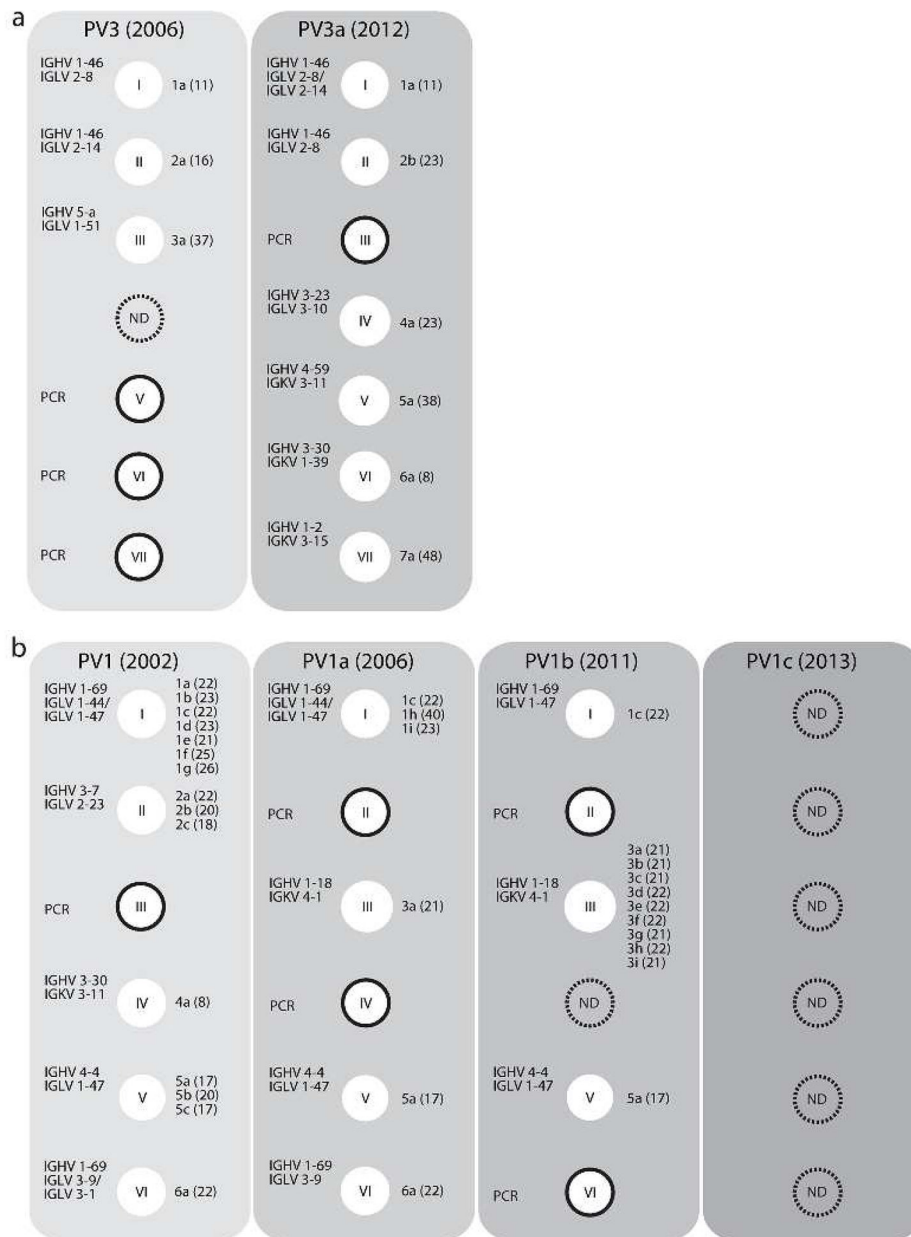 a
PV3 (2006)
IGHV 1-46
IGLV 2-8
I
1a (11)
IGHV 1-46
IGLV 2-14
II
2a (16)
IGHV 5-a
IGLV 1-51
III
3a (37)
ND
PCR
V
PCR
VI
PCR
VII
PV3a (2012)
IGHV 1-46
IGLV 2-8/
IGLV 2-14
I
1a (11)
IGHV 1-46
IGLV 2-8
II
2b (23)
PCR
III
IGHV 3-23
IGLV 3-10
IV
4a (23)
IGHV 4-59
IGKV 3-11
V
5a (38)
IGHV 3-30
IGKV 1-39
VI
6a (8)
IGHV 1-2
IGKV 3-15
VII
7a (48)
b
PV1 (2002)
IGHV 1-69
IGLV 1-44/
IGLV 1-47
I
1a (22)
1b (23)
1c (22)
1d (23)
1e (21)
1f (25)
1g (26)
IGHV 3-7
IGLV 2-23
II
2a (22)
2b (20)
2c (18)
PCR
III
IGHV 3-30
IGKV 3-11
IV
4a (8)
IGHV 4-4
IGLV 1-47
V
5a (17)
5b (20)
5c (17)
IGHV 1-69
IGLV 3-9/
IGLV 3-1
VI
6a (22)
PV1a (2006)
IGHV 1-69
IGLV 1-44/
IGLV 1-47
I
1c (22)
1h (40)
1i (23)
PCR
II
IGHV 1-18
IGKV 4-1
III
3a (21)
PCR
IV
IGHV 4-4
IGLV 1-47
V
5a (17)
IGHV 1-69
IGLV 3-9
VI
6a (22)
PV1b (2011)
IGHV 1-69
IGLV 1-47
I
1c (22)
PCR
II
IGHV 1-18
IGKV 4-1
III
3a (21)
3b (21)
3c (21)
3d (22)
3e (22)
3f (22)
3g (21)
3h (22)
3i (21)
ND
IGHV 4-4
IGLV 1-47
V
5a (17)
PCR
VI
PV1c (2013)
ND
ND
ND
ND
ND
ND